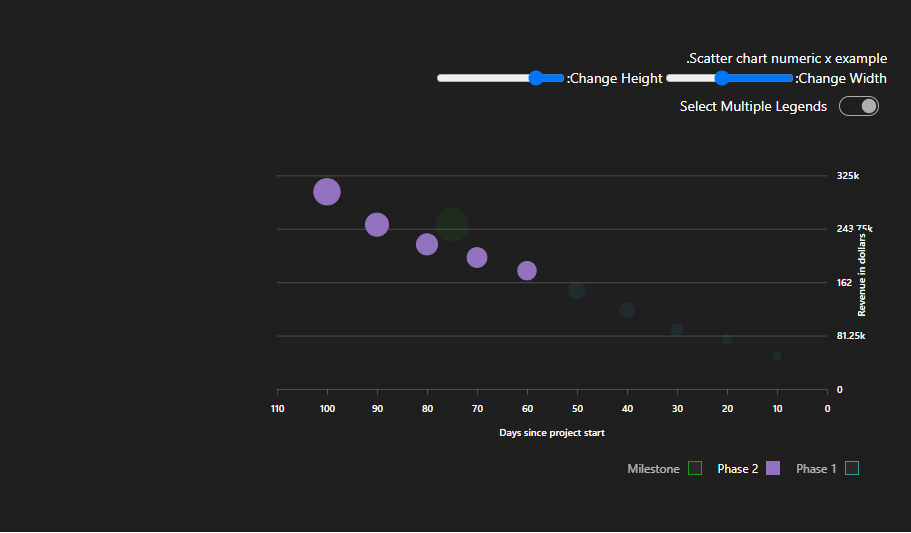 .Scatter chart numeric x example
:Change Height :Change Width
Select Multiple Legends
325k
243.75k
162
81.25k
0
Revenue in dollars
110 100 90 80 70 60 50 40 30 20 10 0
Days since project start
Milestone Phase 2 Phase 1